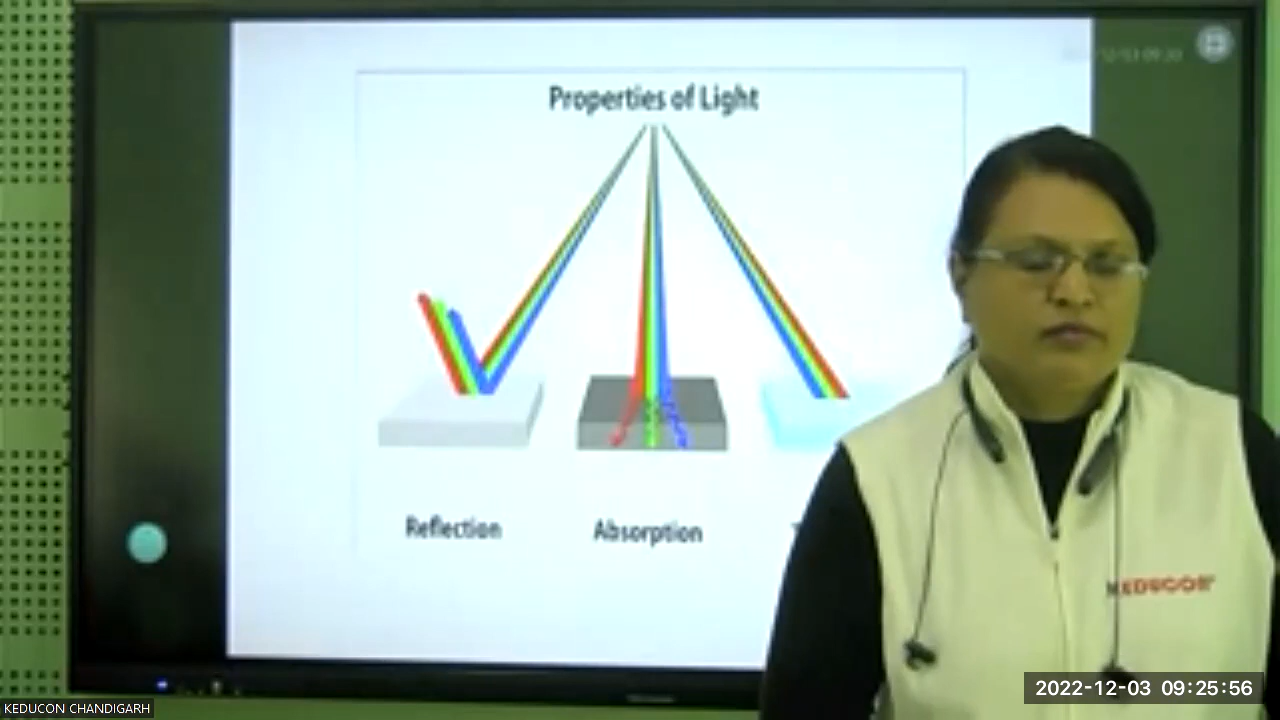 Properties of Light
Reflection
Absorption
KEDUCON
2022-12-03 09:25:56
KEDUCON CHANDIGARH